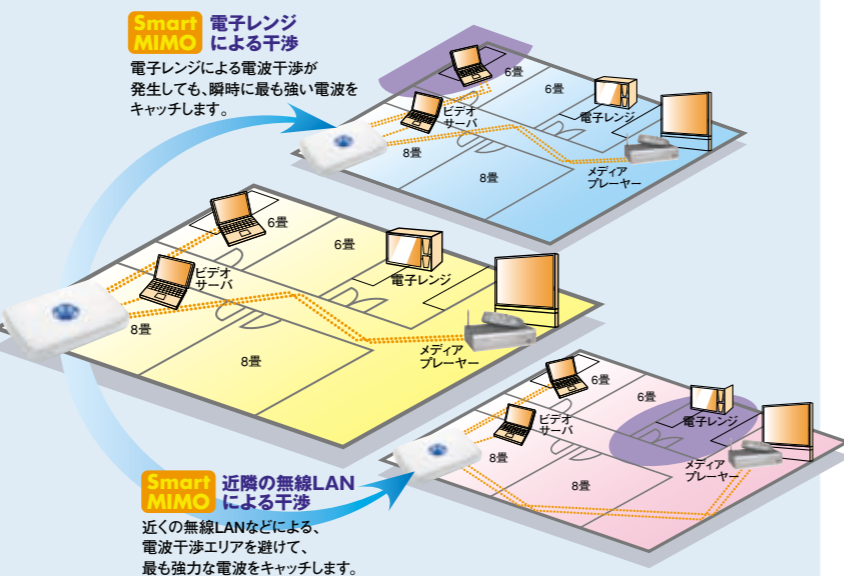 Smart
MIMO
電子レンジ
による干渉
電子レンジによる電波干渉が
発生しても、瞬時に最も強い電波を
キャッチします。
6畳
6畳
電子レンジ
ビデオ
サーバ
8畳
8畳
メディア
プレーヤー
6畳
6畳
電子レンジ
ビデオ
サーバ
8畳
8畳
メディア
プレーヤー
6畳
6畳
電子レンジ
ビデオ
サーバ
8畳
8畳
メディア
プレーヤー
Smart
MIMO
近隣の無線LAN
による干渉
近くの無線LANなどによる、
電波干渉エリアを避けて、
最も強力な電波をキャッチします。